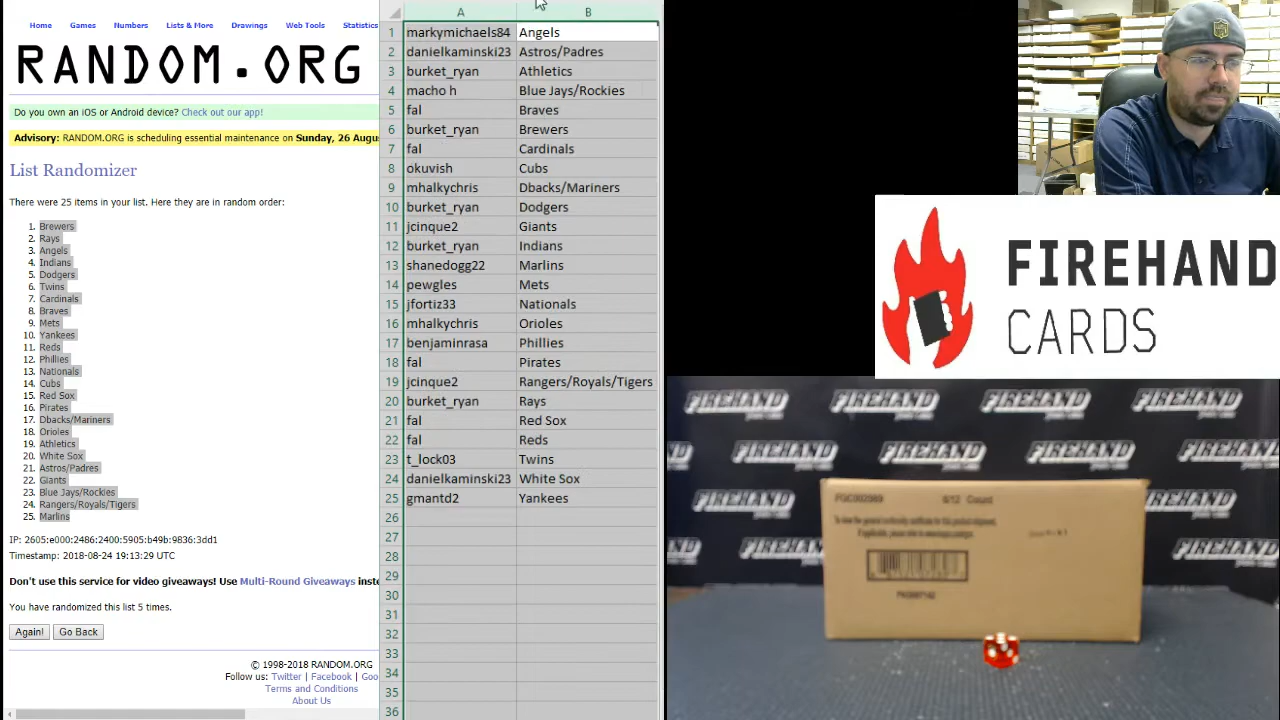 Home Games Numbers Lists & More Drawings Web Tools Statistics
RANDOM.ORG
Do you own an iOS or Android device? Check out our app!
Advisory: RANDOM.ORG is scheduling essential maintenance on Sunday, 26 Augus
List Randomizer
There were 25 items in your list. Here they are in random order:
1. Brewers
2. Rays
3. Angels
4. Indians
5. Dodgers
6. Twins
7. Cardinals
8. Braves
9. Mets
10. Yankees
11. Reds
12. Phillies
13. Nationals
14. Cubs
15. Red Sox
16. Pirates
17. Dbacks/Mariners
18. Orioles
19. Athletics
20. White Sox
21. Astros/Padres
22. Giants
23. Blue Jays/Rockies
24. Rangers/Royals/Tigers
25. Marlins
IP: 2605:e000:2486:2400:5905:b49b:9836:3dd1
Timestamp: 2018-08-24 19:13:29 UTC
Don't use this service for video giveaways! Use Multi-Round Giveaways inste
You have randomized this list 5 times.
Again! Go Back
© 1998-2018 RANDOM.ORG
Follow us: Twitter | Facebook | Goo
Terms and Conditions
About Us
A B
1 markymichaels84 Angels
2 danielkaminski23 Astros/Padres
3 burket_ryan Athletics
4 macho h Blue Jays/Rockies
5 fal Braves
6 burket_ryan Brewers
7 fal Cardinals
8 okuvish Cubs
9 mhalkychris Dbacks/Mariners
10 burket_ryan Dodgers
11 jcinque2 Giants
12 burket_ryan Indians
13 shanedogg22 Marlins
14 pewgles Mets
15 jfortiz33 Nationals
16 mhalkychris Orioles
17 benjaminrasa Phillies
18 fal Pirates
19 jcinque2 Rangers/Royals/Tigers
20 burket_ryan Rays
21 fal Red Sox
22 fal Reds
23 t_lock03 Twins
24 danielkaminski23 White Sox
25 gmantd2 Yankees
26
27
28
29
30
31
32
33
34
35
36
FIREHAND
CARDS
FIREHAND FIREHAND FIREHAND FIREHAND
FIREHAND FIREHAND FIREHAND
FIREHAND FIREHAND